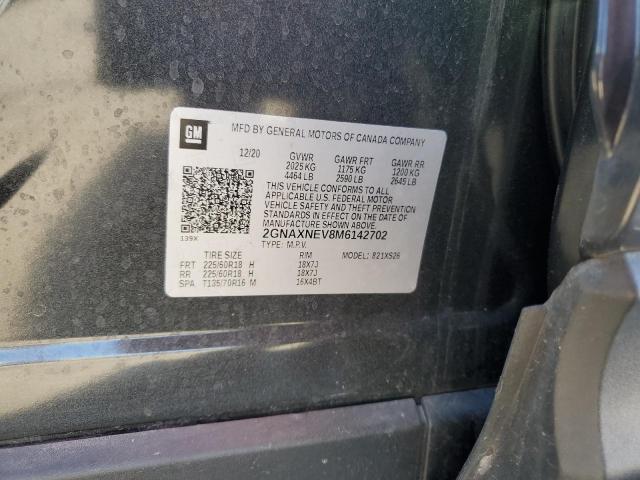 GM
MFD BY GENERAL MOTORS OF CANADA COMPANY
12/20 GVWR GAWR FRT GAWR RR
2025 KG 1175 KG 1200 KG
4464 LB 2590 LB 2645 LB
THIS VEHICLE CONFORMS TO ALL
APPLICABLE U.S. FEDERAL MOTOR
VEHICLE SAFETY, BUMPER, AND THEFT PREVENTION
STANDARDS IN EFFECT ON THE DATE OF
MANUFACTURE SHOWN ABOVE.
2GNAXNEV8M6142702
139X TYPE: M.P.V.
TIRE SIZE RIM MODEL: 821XS26
FRT 225/60R18 H 18X7J
RR 225/60R18 H 18X7J
SPA T135/70R16 M 16X4BT